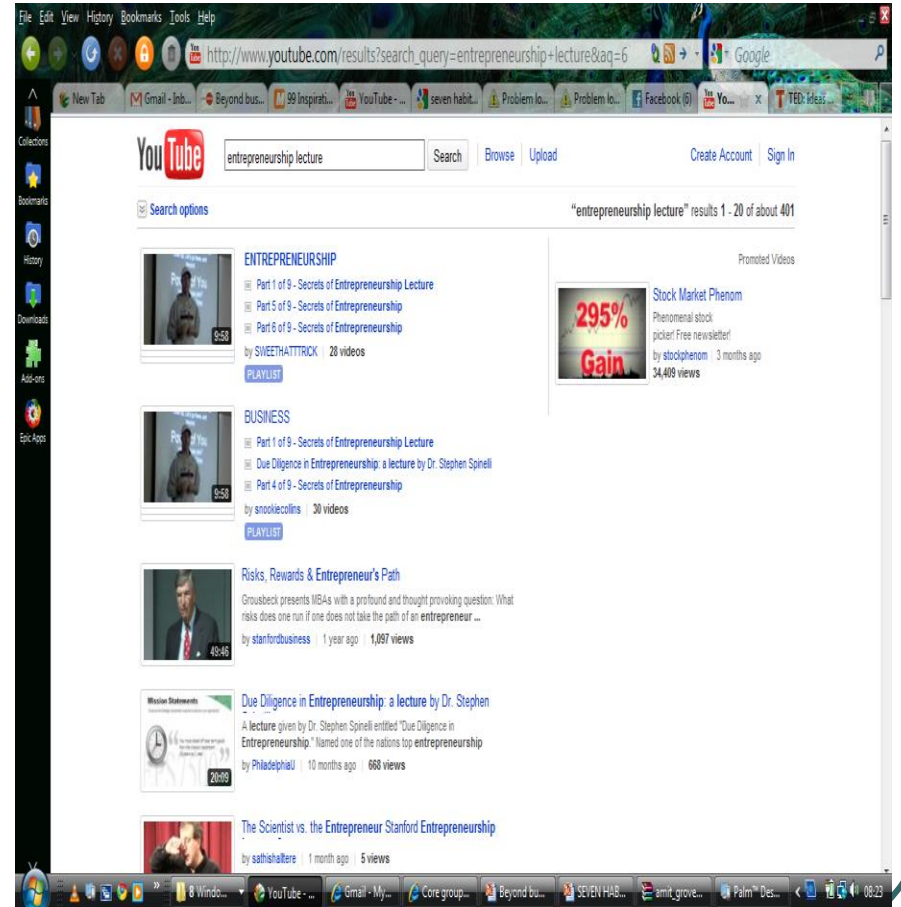 File Edit View History Bookmarks Tools Help
http://www.youtube.com/results?search_query=entrepreneurship+lecture&aq=6
Google
New Tab
Gmail - Inb...
Beyond bus...
99 Inspirati...
YouTube - ...
seven habit...
Problem lo...
Problem lo...
Facebook (6)
Yo...
TED: Ideas ...
Collections
Bookmarks
History
Downloads
Add-ons
Epic Apps
You Tube
entrepreneurship lecture
Search
Browse
Upload
Create Account
Sign In
Search options
“entrepreneurship lecture” results 1 - 20 of about 401
ENTREPRENEURSHIP
Part 1 of 9 - Secrets of Entrepreneurship Lecture
Part 5 of 9 - Secrets of Entrepreneurship
Part 6 of 9 - Secrets of Entrepreneurship
by SWEETHATTTRICK | 28 videos
PLAYLIST
9:58
Promoted Videos
295%
Gain
Stock Market Phenom
Phenomenal stock
picker! Free newsletter!
by stockphenom | 3 months ago
34,409 views
BUSINESS
Part 1 of 9 - Secrets of Entrepreneurship Lecture
Due Diligence in Entrepreneurship: a lecture by Dr. Stephen Spinelli
Part 4 of 9 - Secrets of Entrepreneurship
by snookiecollins | 30 videos
PLAYLIST
9:58
Risks, Rewards & Entrepreneur's Path
Grousbeck presents MBAs with a profound and thought provoking question: What
risks does one run if one does not take the path of an entrepreneur ...
by stanfordbusiness | 1 year ago | 1,097 views
49:46
Mission Statements
20:09
Due Diligence in Entrepreneurship: a lecture by Dr. Stephen
A lecture given by Dr. Stephen Spinelli entitled "Due Diligence in
Entrepreneurship." Named one of the nations top entrepreneurship
by PhiladelphiaU | 10 months ago | 668 views
The Scientist vs. the Entrepreneur Stanford Entrepreneurship
by sathishaltere | 1 month ago | 5 views
8 Windo...
YouTube - ...
Gmail - My...
Core group...
Beyond bu...
SEVEN HAB...
amit_grove...
Palm™ Des...
08:23